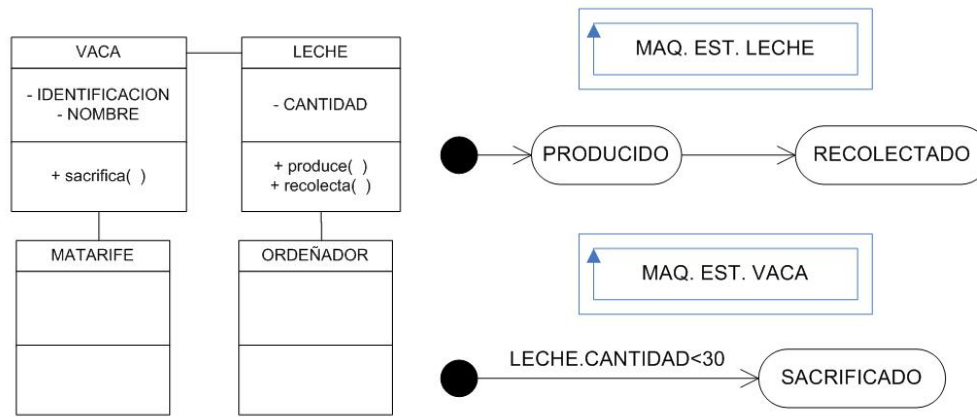 VACA
- IDENTIFICACION
- NOMBRE
+ sacrifica( )
LECHE
- CANTIDAD
+ produce( )
+ recolecta( )
MATARIFE
ORDEÑADOR
MAQ. EST. LECHE
PRODUCIDO
RECOLECTADO
MAQ. EST. VACA
LECHE.CANTIDAD<30
SACRIFICADO